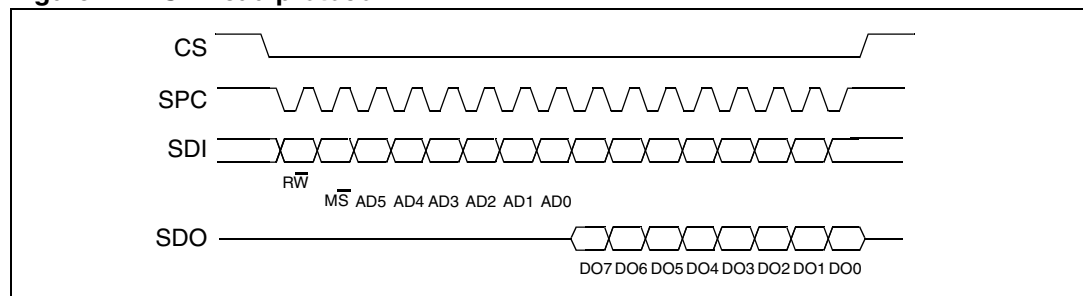 CS
SPC
SDI
RW
MS AD5 AD4 AD3 AD2 AD1 AD0
SDO
DO7 DO6 DO5 DO4 DO3 DO2 DO1 DO0